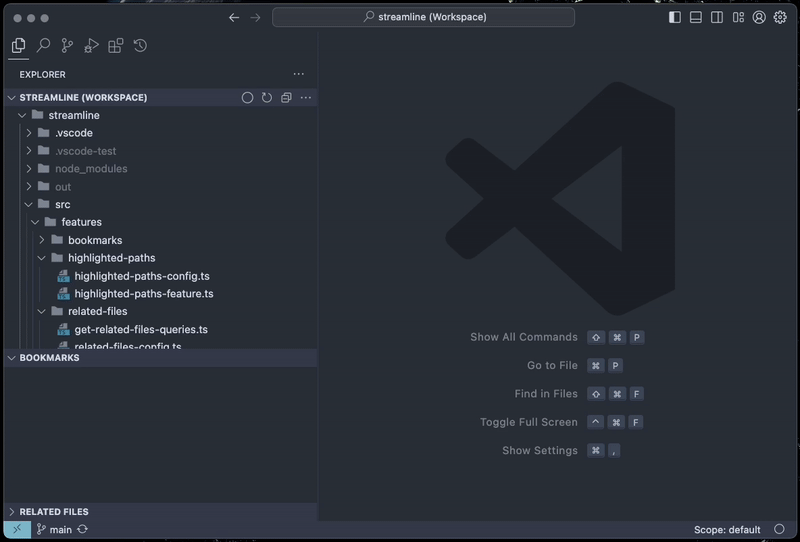 streamline (Workspace)
EXPLORER
STREAMLINE (WORKSPACE)
streamline
.vscode
.vscode-test
node_modules
out
src
features
bookmarks
highlighted-paths
TS highlighted-paths-config.ts
TS highlighted-paths-feature.ts
related-files
TS get-related-files-queries.ts
related-files-config.ts
BOOKMARKS
RELATED FILES
Show All Commands ⇧ ⌘ P
Go to File ⌘ P
Find in Files ⇧ ⌘ F
Toggle Full Screen ^ ⌘ F
Show Settings ⌘ ,
main
Scope: default